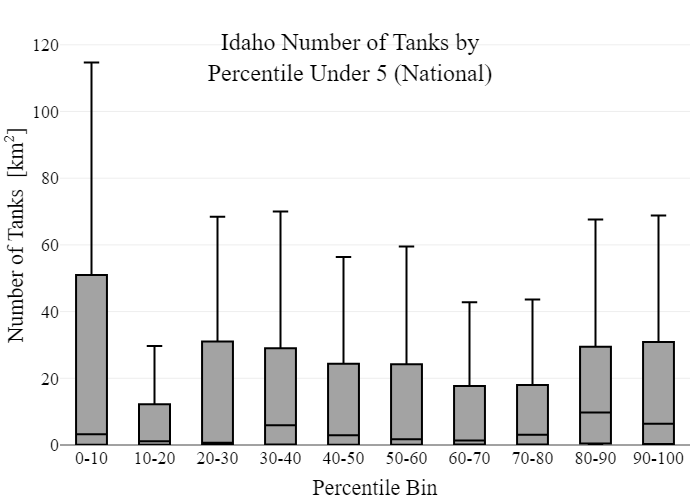 Idaho Number of Tanks by
Percentile Under 5 (National)
Number of Tanks [km²]
120
100
80
60
40
20
0
0-10 10-20 20-30 30-40 40-50 50-60 60-70 70-80 80-90 90-100
Percentile Bin